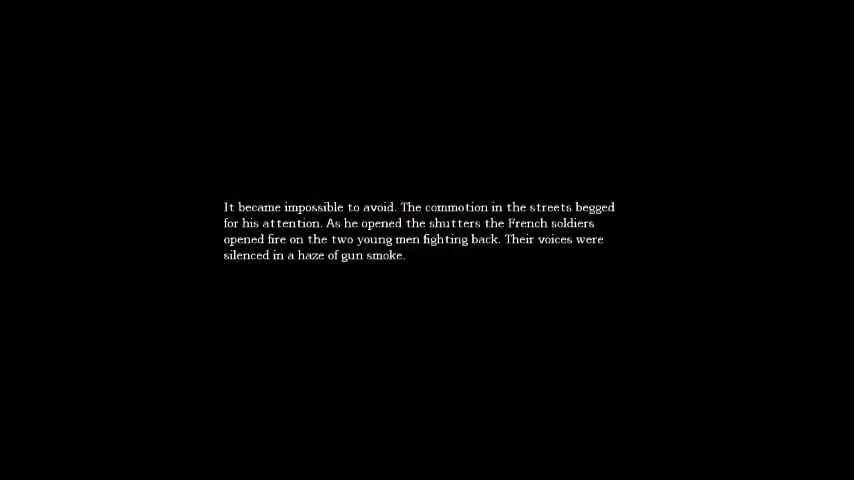 It became impossible to avoid. The commotion in the streets begged
for his attention. As he opened the shutters the French soldiers
opened fire on the two young men fighting back. Their voices were
silenced in a haze of gun smoke.